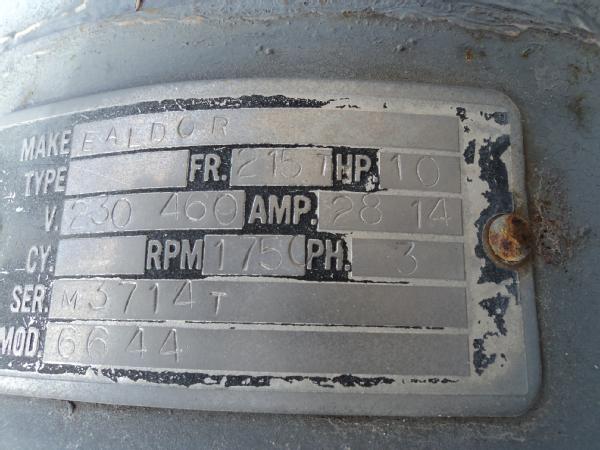 MAKE EALDOR
TYPE FR. 215T HP. 10
V. 230 460 AMP. 28 14
CY. RPM 1750 PH. 3
SER. M3714T
MOD 6644